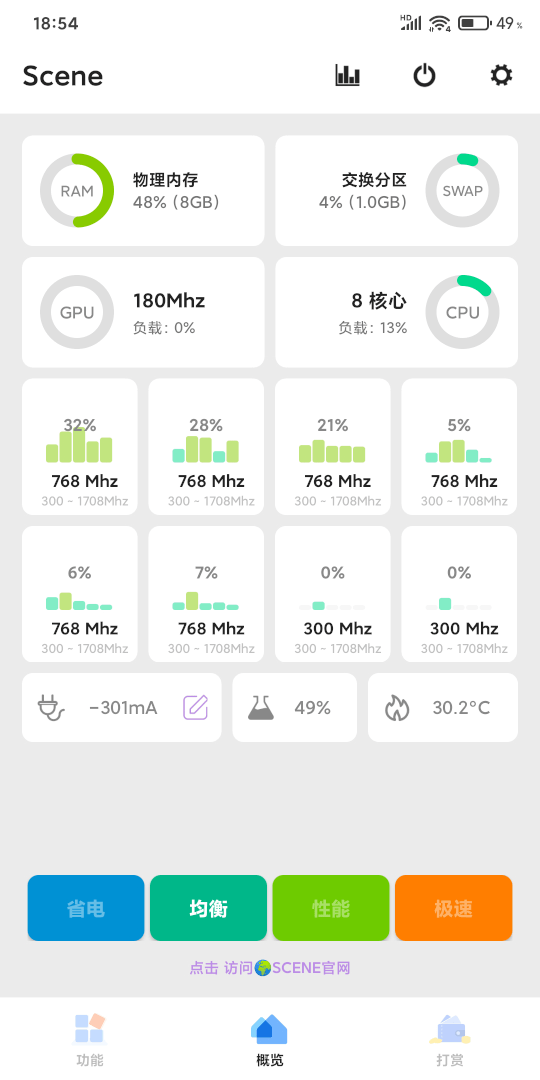 18:54
HD
4
49%
Scene
RAM
物理内存
48% (8GB)
交换分区
4% (1.0GB)
SWAP
GPU
180Mhz
负载: 0%
8 核心
负载: 13%
CPU
32%
28%
21%
5%
768 Mhz
768 Mhz
768 Mhz
768 Mhz
300 - 1708Mhz
300 - 1708Mhz
300 - 1708Mhz
300 - 1708Mhz
6%
7%
0%
0%
768 Mhz
768 Mhz
300 Mhz
300 Mhz
300 - 1708Mhz
300 - 1708Mhz
300 - 1708Mhz
300 - 1708Mhz
-301mA
49%
30.2°C
省电
均衡
性能
极速
点击 访问🌍SCENE官网
功能
概览
打赏